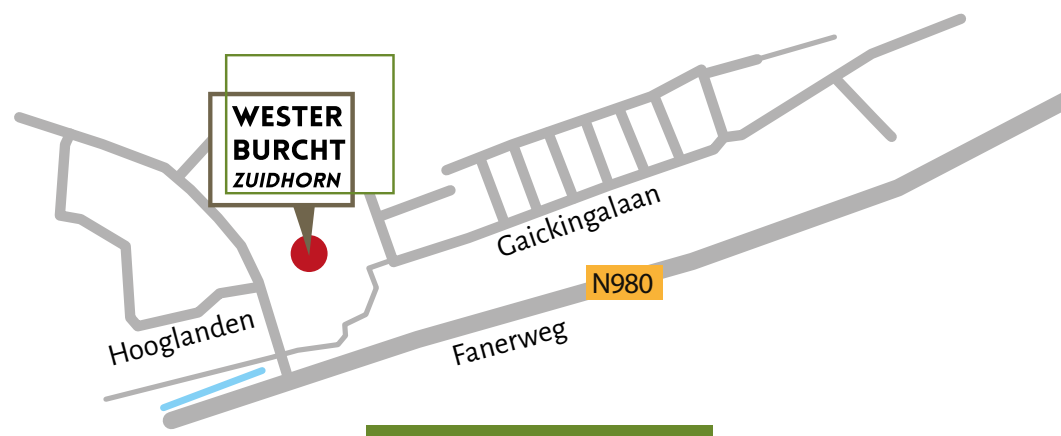 WESTER
BURCHT
ZUIDHORN
Gaickingalaan
N980
Hooglanden
Fanerweg